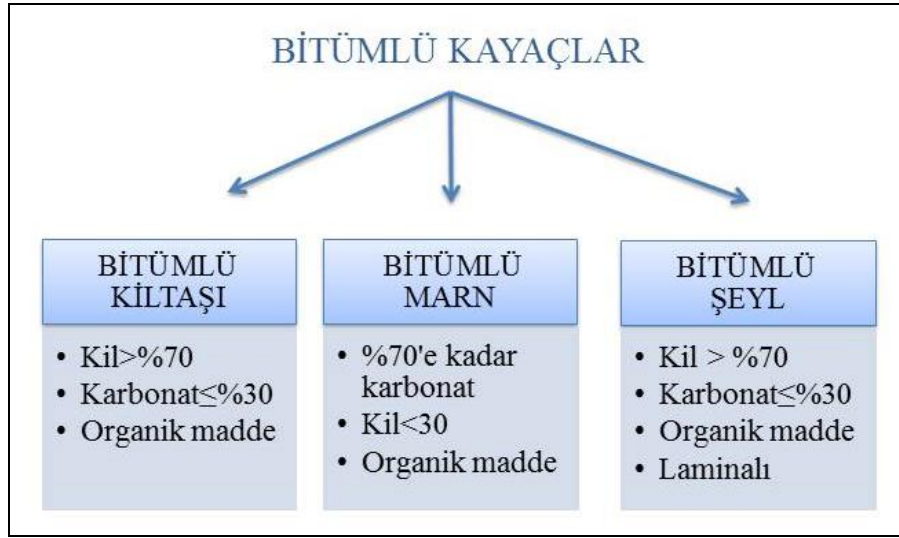 BİTÜMLÜ KAYAÇLAR
BİTÜMLÜ
KİLTAŞI
• Kil>%70
• Karbonat≤%30
• Organik madde
BİTÜMLÜ
MARN
• %70'e kadar
karbonat
• Kil<30
• Organik madde
BİTÜMLÜ
ŞEYL
• Kil > %70
• Karbonat≤%30
• Organik madde
• Laminalı